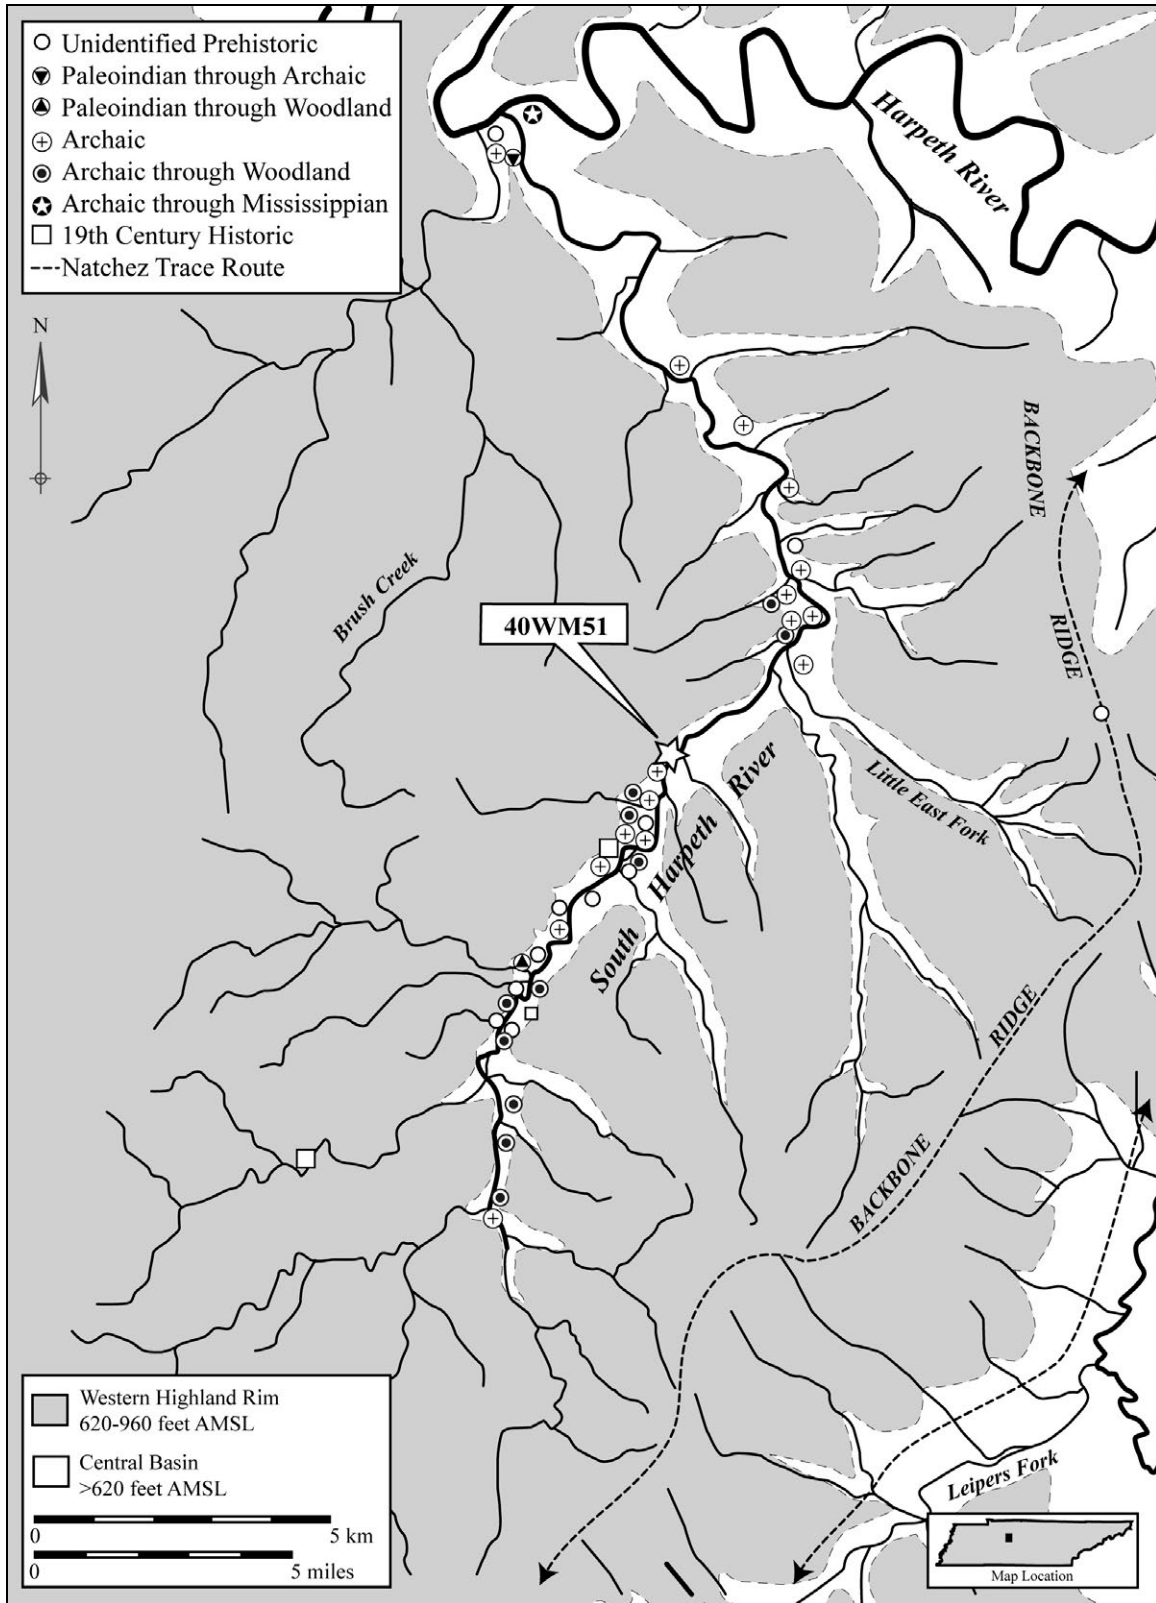 Unidentified Prehistoric
Paleoindian through Archaic
Paleoindian through Woodland
Archaic
Archaic through Woodland
Archaic through Mississippian
19th Century Historic
Natchez Trace Route
N
Harpeth River
BACKBONE
RIDGE
Brush Creek
40WM51
Little East Fork
South Harpeth River
BACKBONE RIDGE
Western Highland Rim
620-960 feet AMSL
Central Basin
>620 feet AMSL
0 5 km
0 5 miles
Leipers Fork
Map Location